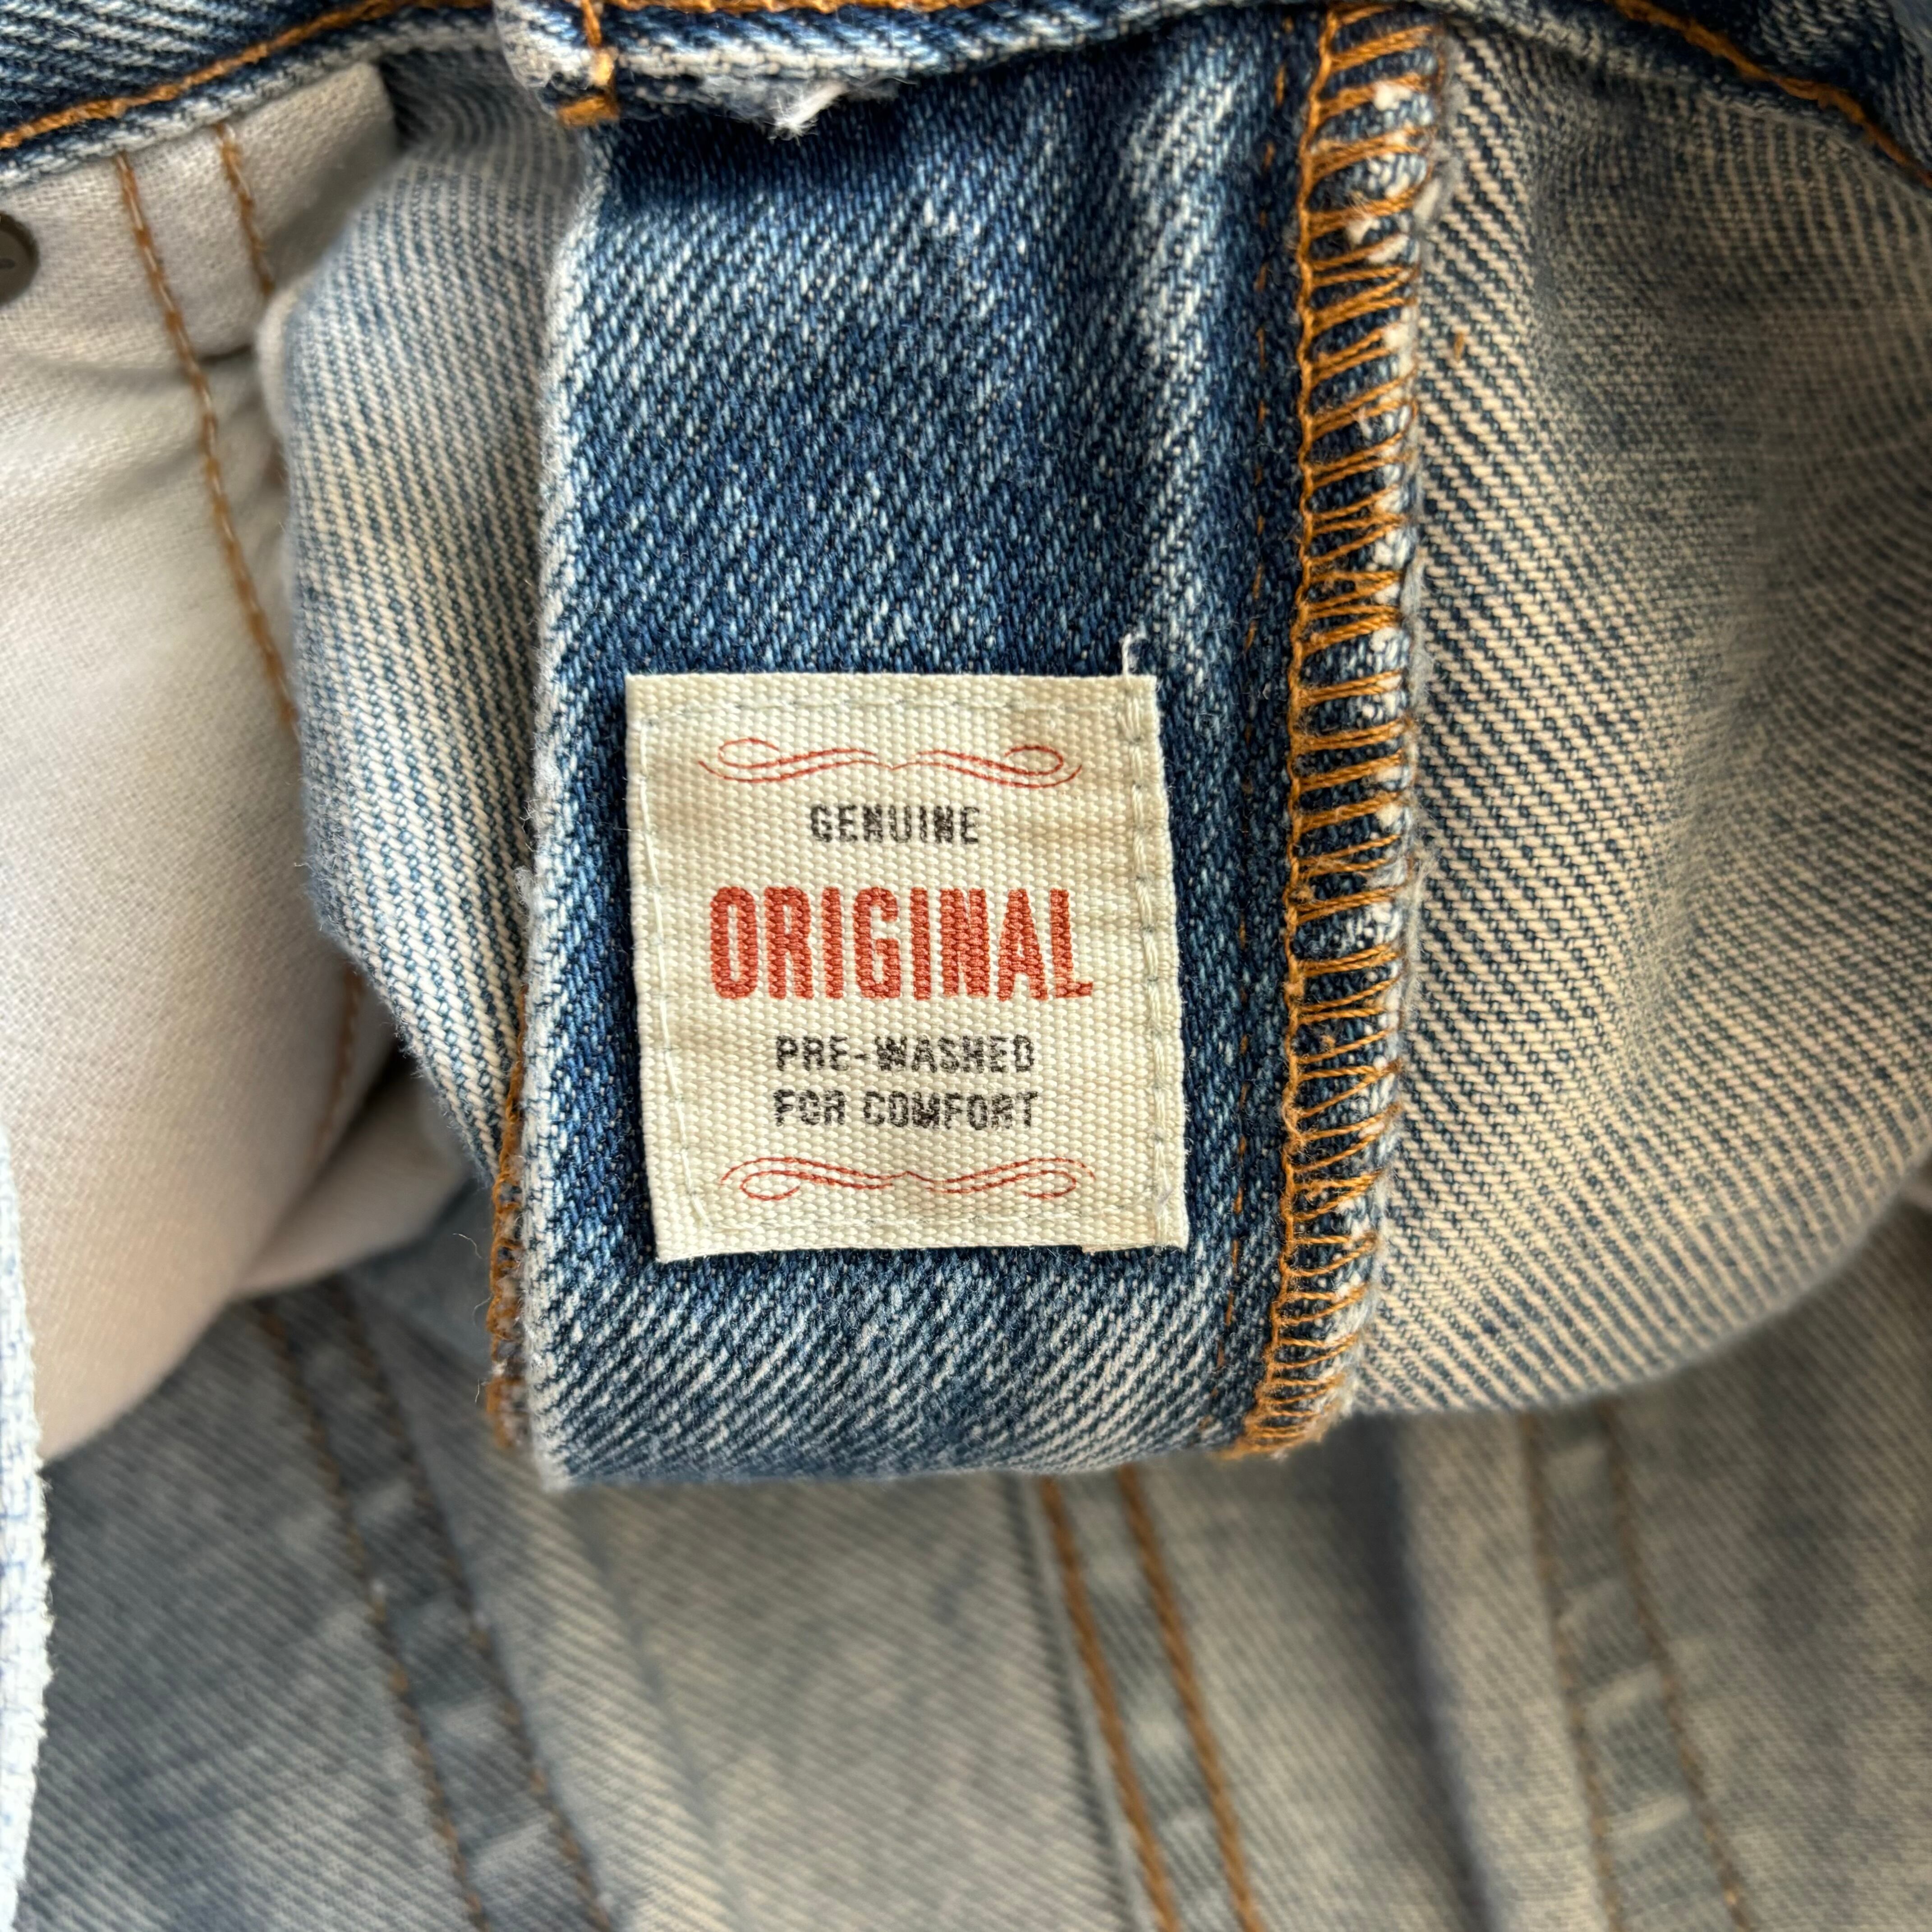 GENUINE
ORIGINAL
PRE-WASHED
FOR COMFORT